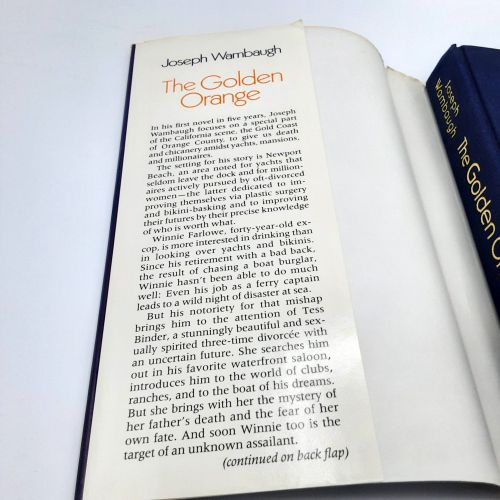 Joseph Wambaugh
The Golden
Orange
In his first novel in five years, Joseph
Wambaugh focuses on a special part
of the California scene, the Gold Coast
of Orange County, to give us death
and chicanery amidst yachts, mansions,
and millionaires.
The setting for his story is Newport
Beach, an area noted for yachts that
seldom leave the dock and for million-
aires actively pursued by oft-divorced
women—the latter dedicated to im-
proving themselves via plastic surgery
and bikini-basking and to improving
their futures by their precise knowledge
of who is worth what.
Winnie Farlowe, forty-year-old ex-
cop, is more interested in drinking than
in looking over yachts and bikinis.
Since his retirement with a bad back,
the result of chasing a boat burglar,
Winnie hasn't been able to do much
well: Even his job as a ferry captain
leads to a wild night of disaster at sea.
But his notoriety for that mishap
brings him to the attention of Tess
Binder, a stunningly beautiful and sex-
ually spirited three-time divorcée with
an uncertain future. She searches him
out in his favorite waterfront saloon,
introduces him to the world of clubs,
ranches, and to the boat of his dreams.
But she brings with her the mystery of
her father's death and the fear of her
own fate. And soon Winnie too is the
target of an unknown assailant.
(continued on back flap)
Joseph
Wambaugh
The Golden